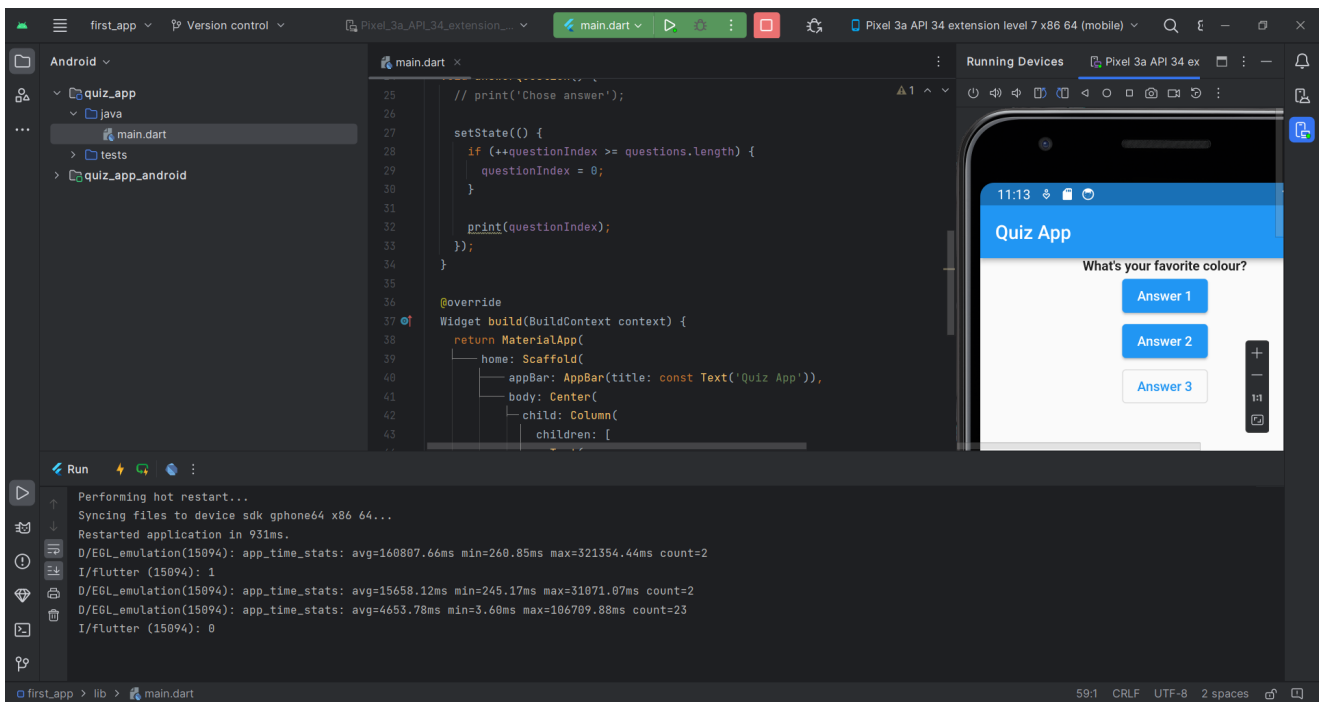 first_app
Version control
Pixel_3a_API_34_extension_...
main.dart
Pixel 3a API 34 extension level 7 x86 64 (mobile)
Android
main.dart
Running Devices
Pixel 3a API 34 ex
quiz_app
java
main.dart
tests
quiz_app_android
1
25 // print('Chose answer');
26
27 setState(() {
28 if (++questionIndex >= questions.length) {
29 questionIndex = 0;
30 }
31
32 print(questionIndex);
33 });
34 }
35
36 @override
37 Widget build(BuildContext context) {
38 return MaterialApp(
39 home: Scaffold(
40 appBar: AppBar(title: const Text('Quiz App')),
41 body: Center(
42 child: Column(
43 children: [
11:13
Quiz App
What's your favorite colour?
Answer 1
Answer 2
Answer 3
1:1
Run
Performing hot restart...
Syncing files to device sdk gphone64 x86 64...
Restarted application in 931ms.
D/EGL_emulation(15094): app_time_stats: avg=160807.66ms min=260.85ms max=321354.44ms count=2
I/flutter (15094): 1
D/EGL_emulation(15094): app_time_stats: avg=15658.12ms min=245.17ms max=31071.07ms count=2
D/EGL_emulation(15094): app_time_stats: avg=4653.78ms min=3.60ms max=106709.88ms count=23
I/flutter (15094): 0
first_app > lib > main.dart
59:1 CRLF UTF-8 2 spaces